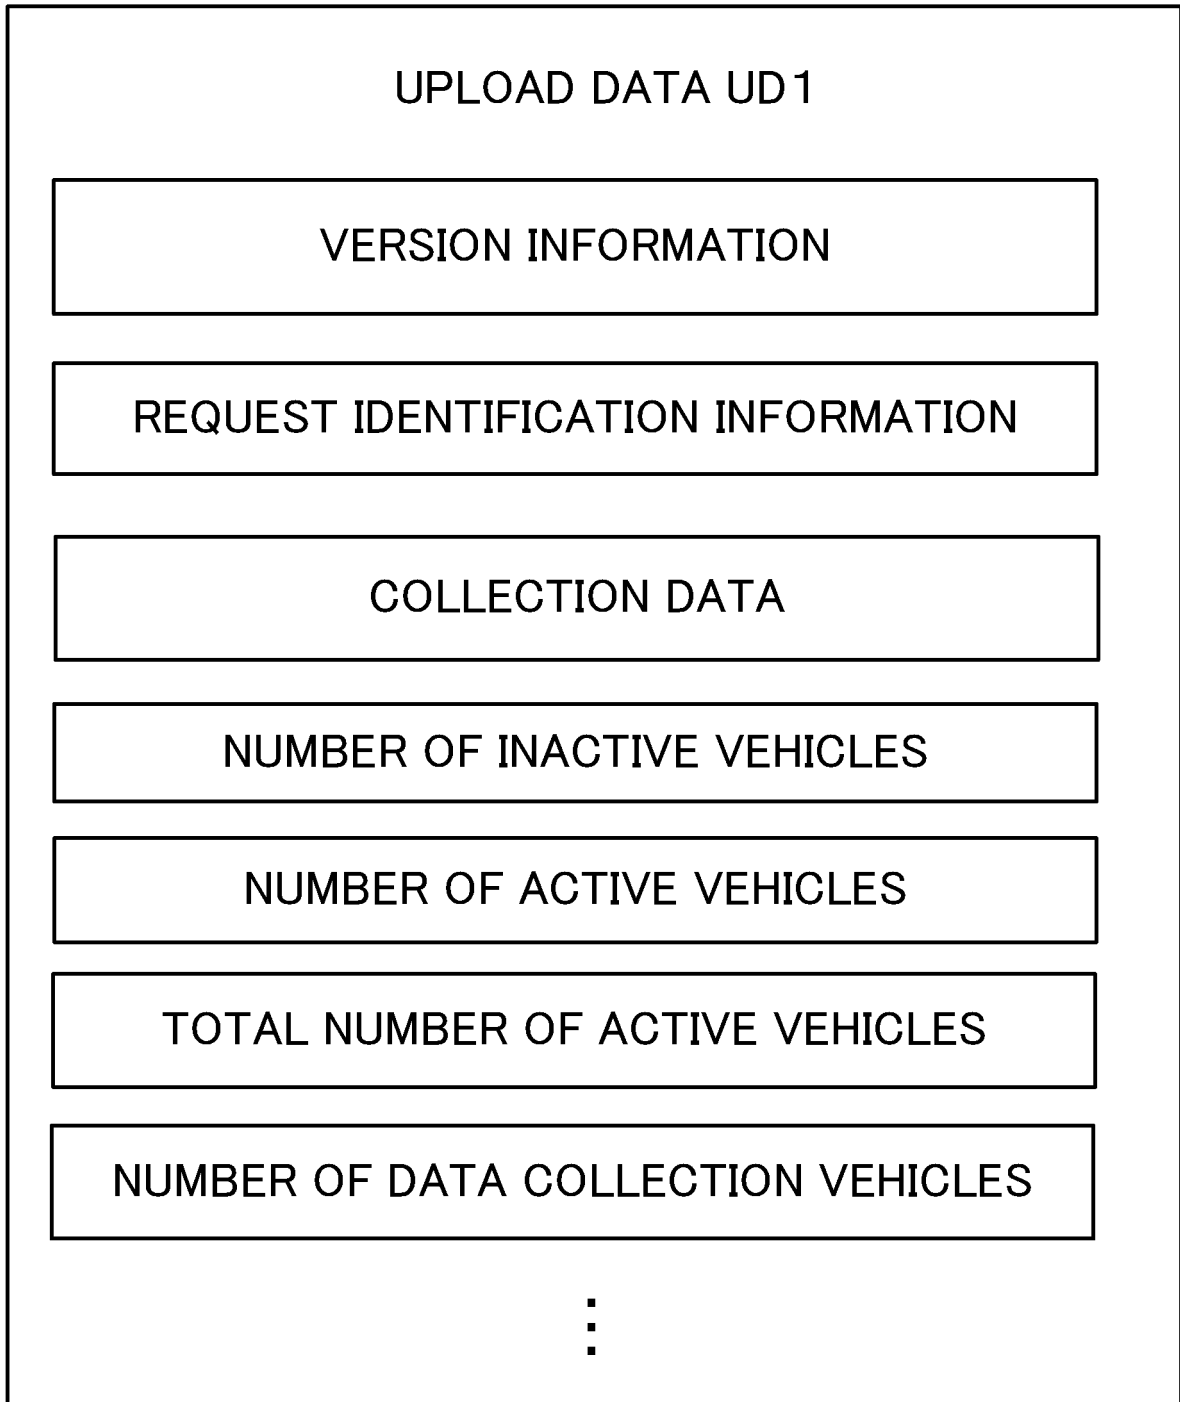 UPLOAD DATA UD1
VERSION INFORMATION
REQUEST IDENTIFICATION INFORMATION
COLLECTION DATA
NUMBER OF INACTIVE VEHICLES
NUMBER OF ACTIVE VEHICLES
TOTAL NUMBER OF ACTIVE VEHICLES
NUMBER OF DATA COLLECTION VEHICLES
⋮